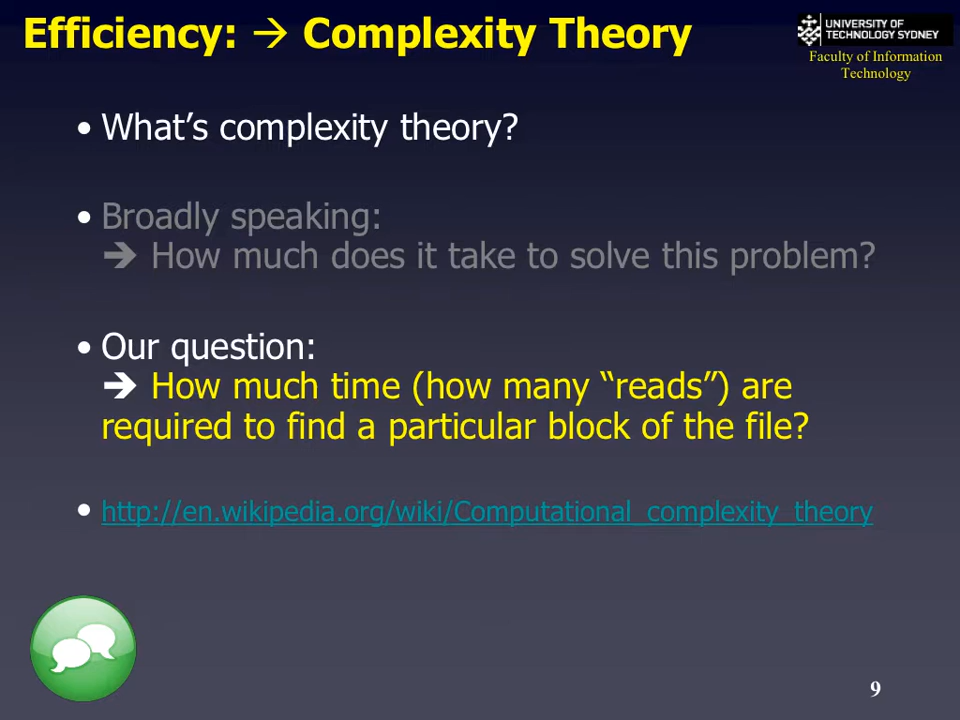 Efficiency: → Complexity Theory
UNIVERSITY OF
TECHNOLOGY SYDNEY
Faculty of Information
Technology
• What’s complexity theory?
• Broadly speaking:
➔ How much does it take to solve this problem?
• Our question:
➔ How much time (how many “reads”) are
required to find a particular block of the file?
• http://en.wikipedia.org/wiki/Computational_complexity_theory
9